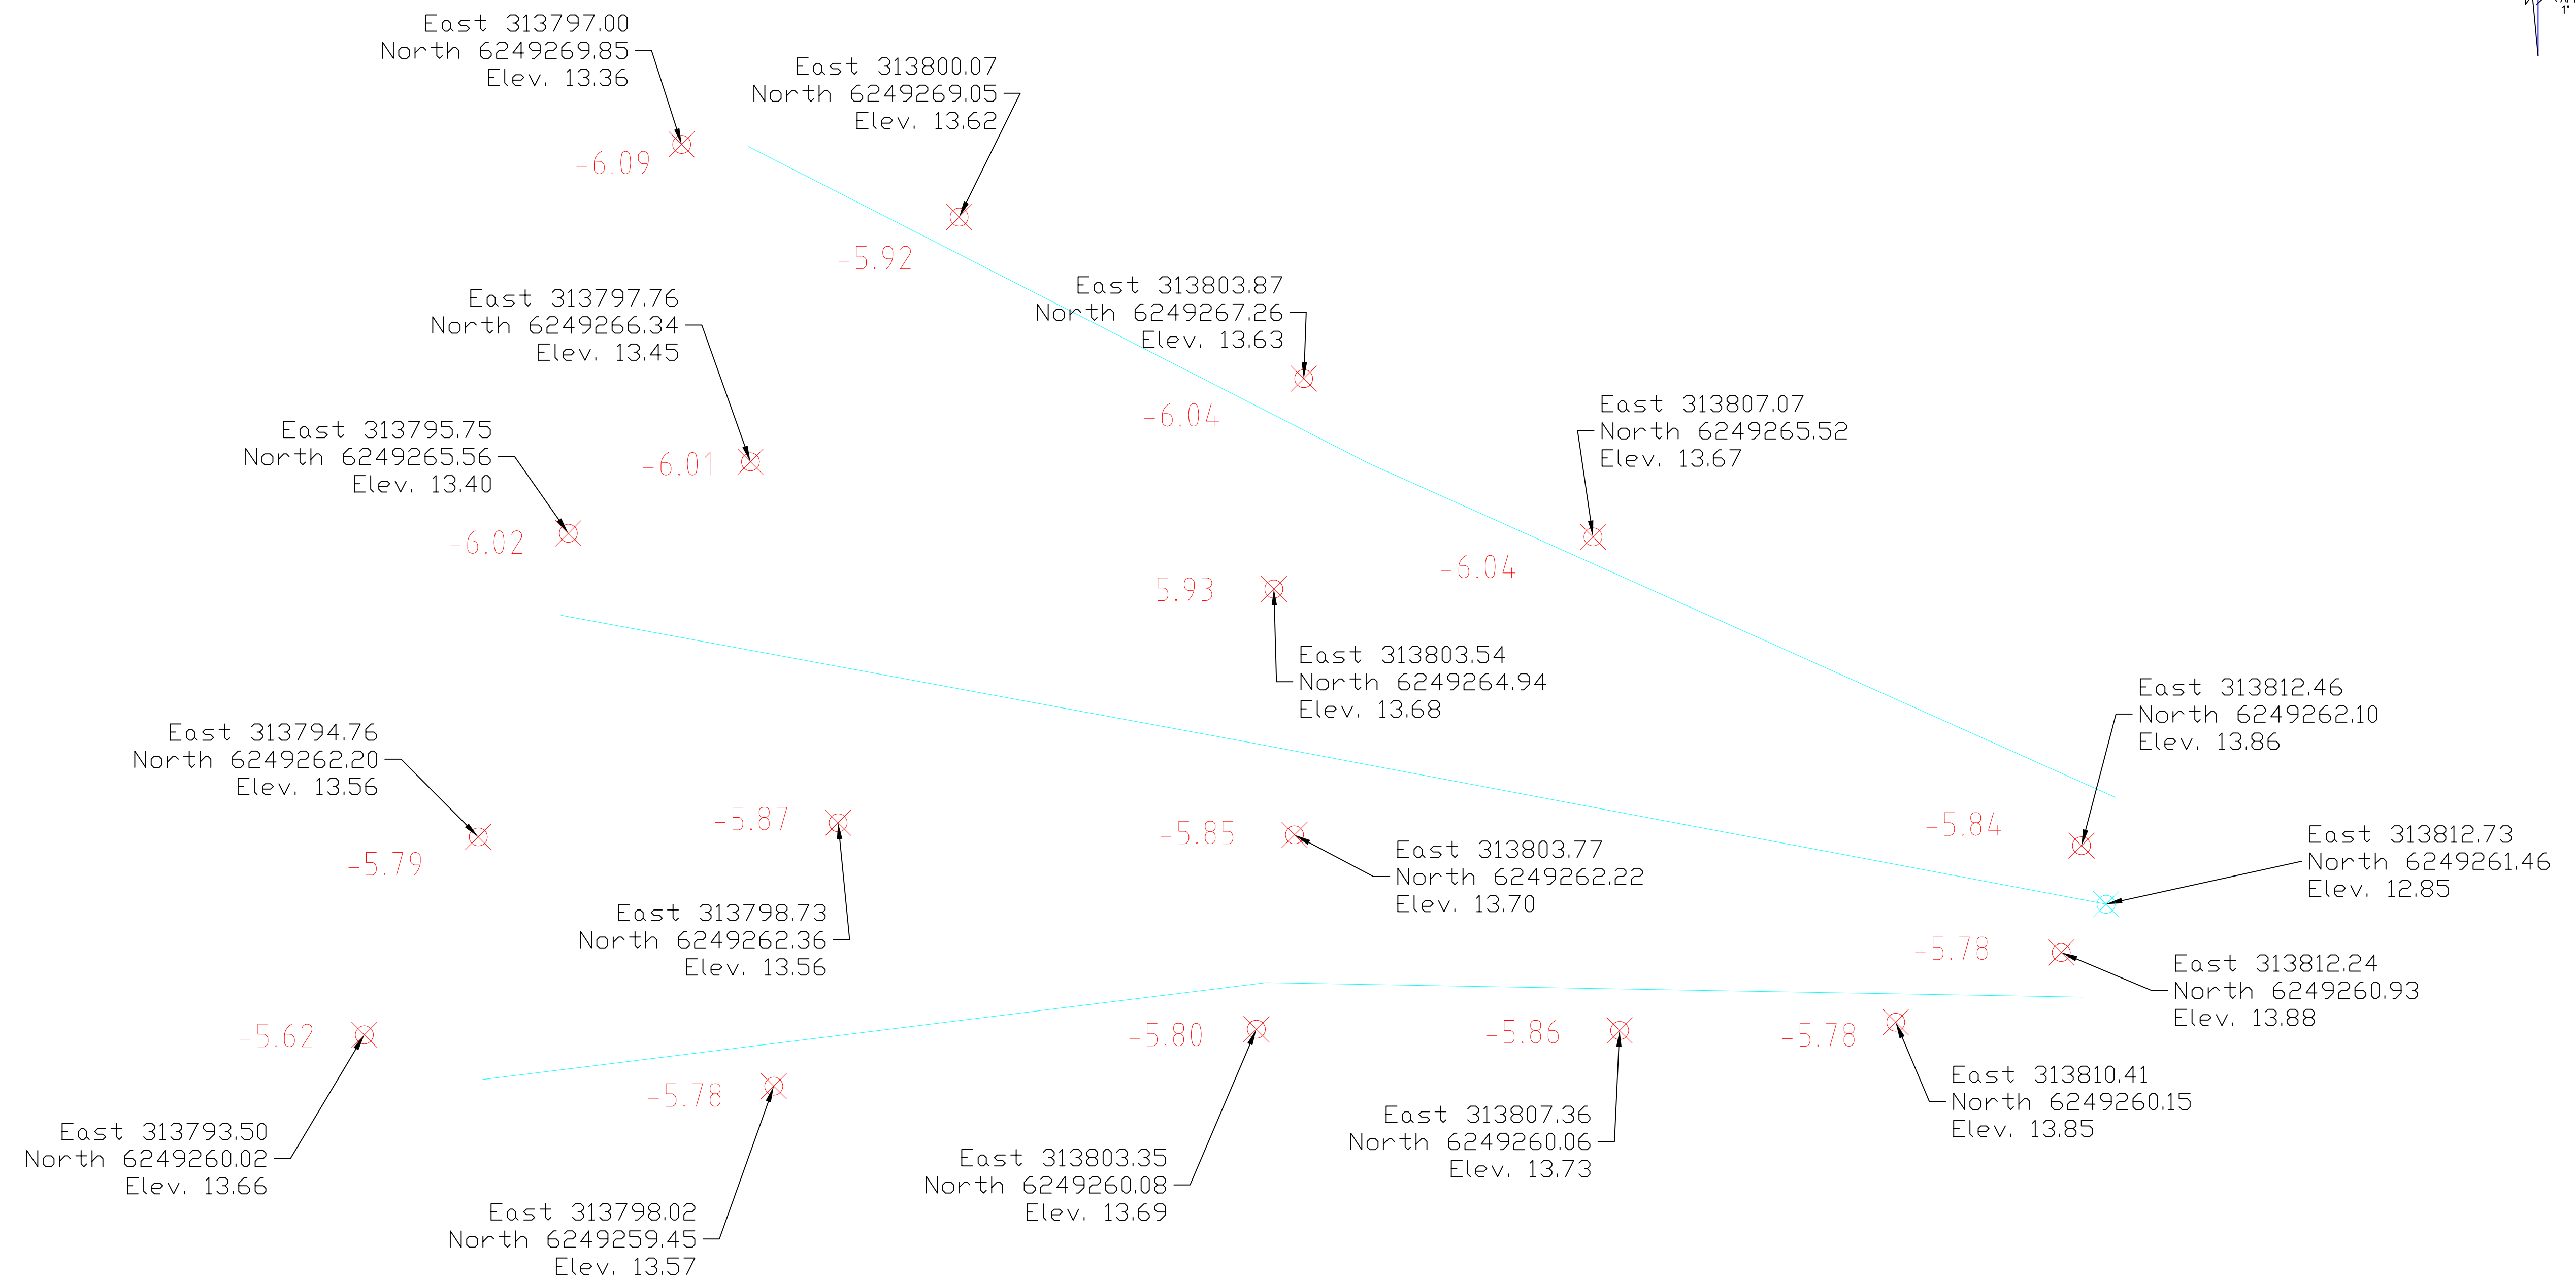 East 313797.00
North 6249269.85
Elev. 13.36
-6.09
East 313800.07
North 6249269.05
Elev. 13.62
-5.92
East 313803.87
North 6249267.26
Elev. 13.63
-6.04
East 313797.76
North 6249266.34
Elev. 13.45
-6.01
East 313807.07
North 6249265.52
Elev. 13.67
-6.04
East 313795.75
North 6249265.56
Elev. 13.40
-6.02
-5.93
East 313803.54
North 6249264.94
Elev. 13.68
East 313812.46
North 6249262.10
Elev. 13.86
-5.84
East 313794.76
North 6249262.20
Elev. 13.56
-5.79
-5.87
East 313798.73
North 6249262.36
Elev. 13.56
-5.85
East 313803.77
North 6249262.22
Elev. 13.70
East 313812.73
North 6249261.46
Elev. 12.85
-5.78
East 313812.24
North 6249260.93
Elev. 13.88
-5.62
East 313793.50
North 6249260.02
Elev. 13.66
-5.78
East 313798.02
North 6249259.45
Elev. 13.57
-5.80
East 313803.35
North 6249260.08
Elev. 13.69
-5.86
East 313807.36
North 6249260.06
Elev. 13.73
-5.78
East 313810.41
North 6249260.15
Elev. 13.85